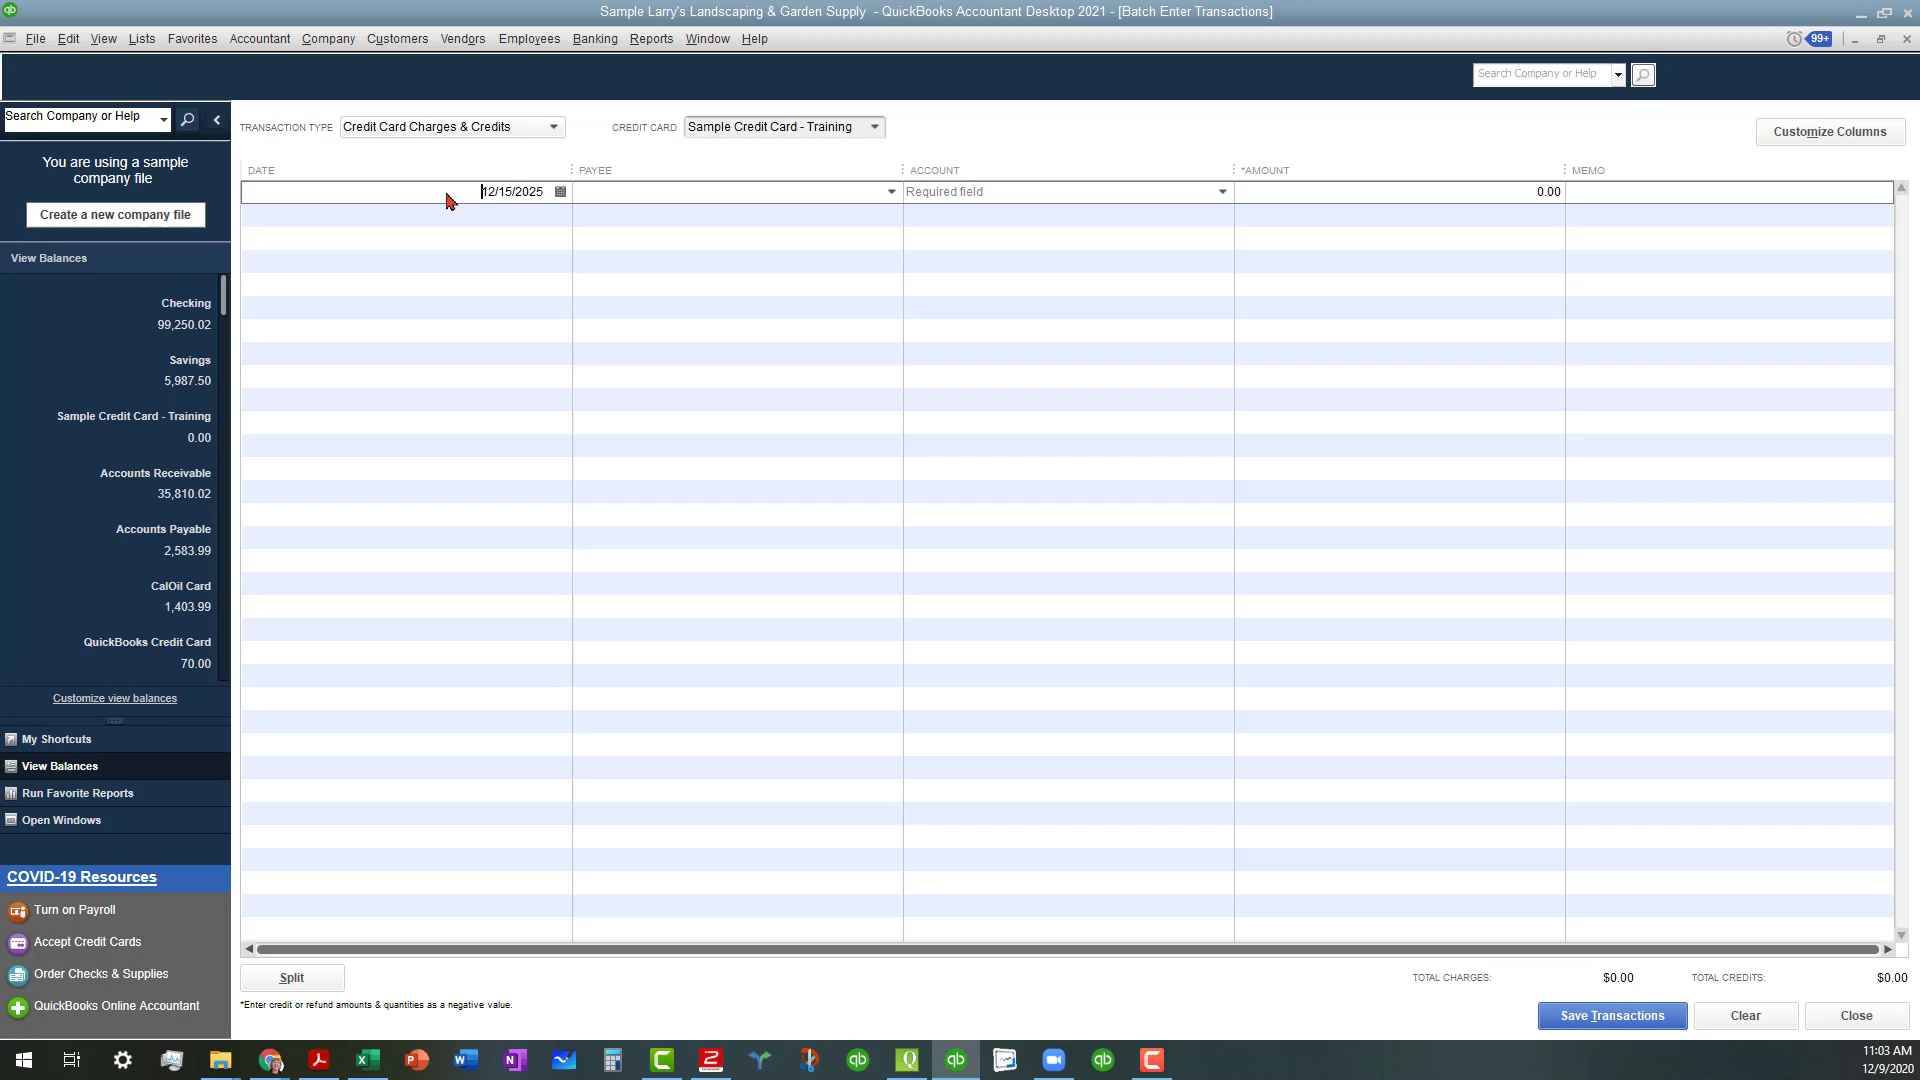 Sample Larry's Landscaping & Garden Supply - QuickBooks Accountant Desktop 2021 - [Batch Enter Transactions]
File Edit View Lists Favorites Accountant Company Customers Vendors Employees Banking Reports Window Help
99+
Search Company or Help
Search Company or Help
TRANSACTION TYPE Credit Card Charges & Credits CREDIT CARD Sample Credit Card - Training
Customize Columns
You are using a sample
company file
Create a new company file
DATE PAYEE ACCOUNT *AMOUNT MEMO
12/15/2025 Required field 0.00
View Balances
Checking
99,250.02
Savings
5,987.50
Sample Credit Card - Training
0.00
Accounts Receivable
35,810.02
Accounts Payable
2,583.99
CalOil Card
1,403.99
QuickBooks Credit Card
70.00
Customize view balances
My Shortcuts
View Balances
Run Favorite Reports
Open Windows
COVID-19 Resources
Turn on Payroll
Accept Credit Cards
Order Checks & Supplies
QuickBooks Online Accountant
Split
TOTAL CHARGES: $0.00 TOTAL CREDITS: $0.00
*Enter credit or refund amounts & quantities as a negative value.
Save Transactions Clear Close
11:03 AM
12/9/2020